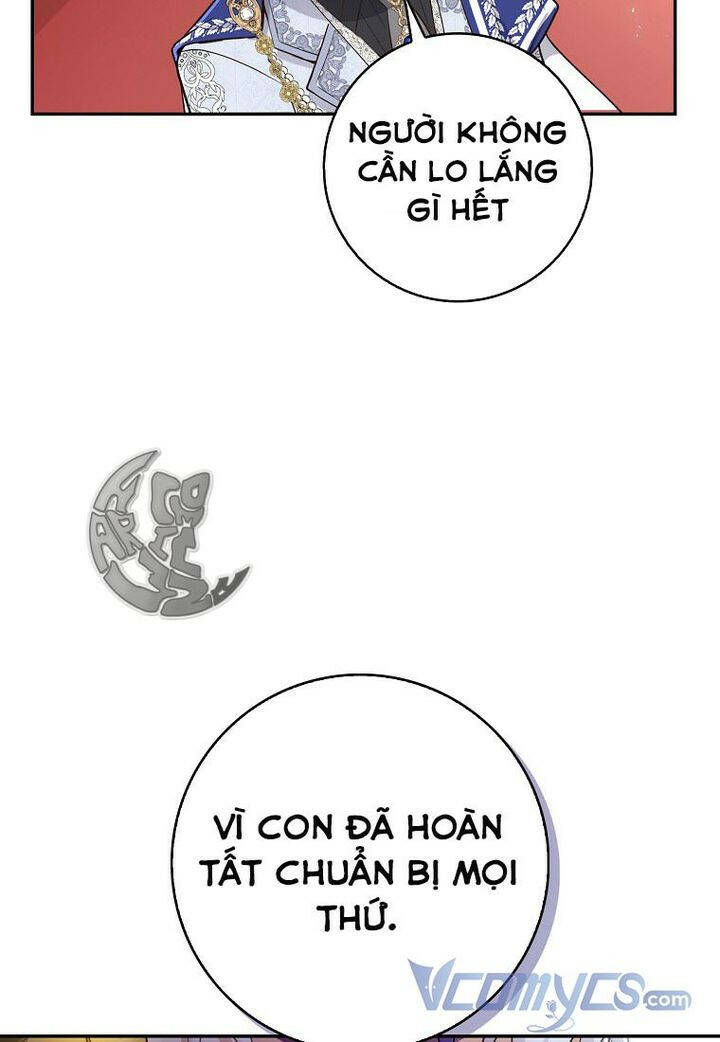 NGƯỜI KHÔNG
CẦN LO LẮNG
GÌ HẾT
VÌ CON ĐÃ HOÀN
TẤT CHUẨN BỊ MỌI
THỨ.
VCOMYCS.com